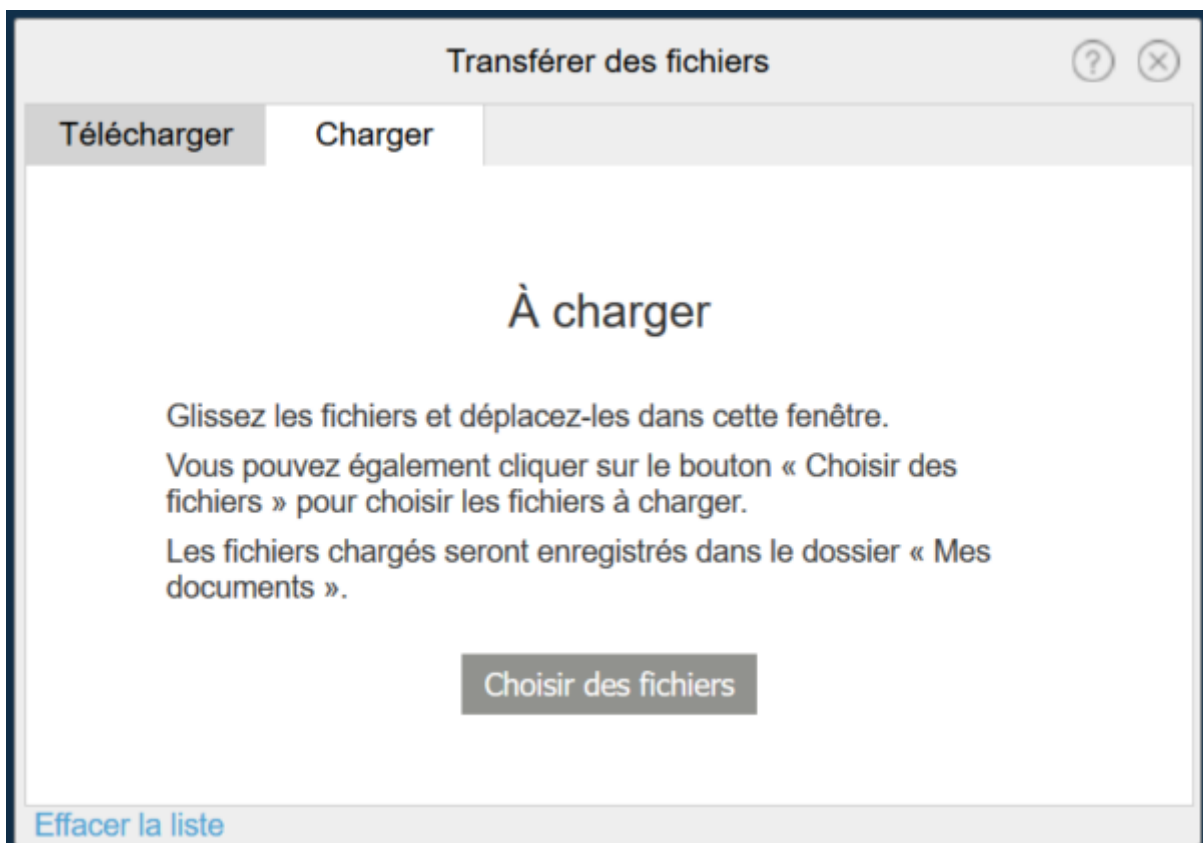 Transférer des fichiers
Télécharger
Charger
À charger
Glissez les fichiers et déplacez-les dans cette fenêtre.
Vous pouvez également cliquer sur le bouton « Choisir des
fichiers » pour choisir les fichiers à charger.
Les fichiers chargés seront enregistrés dans le dossier « Mes
documents ».
Choisir des fichiers
Effacer la liste